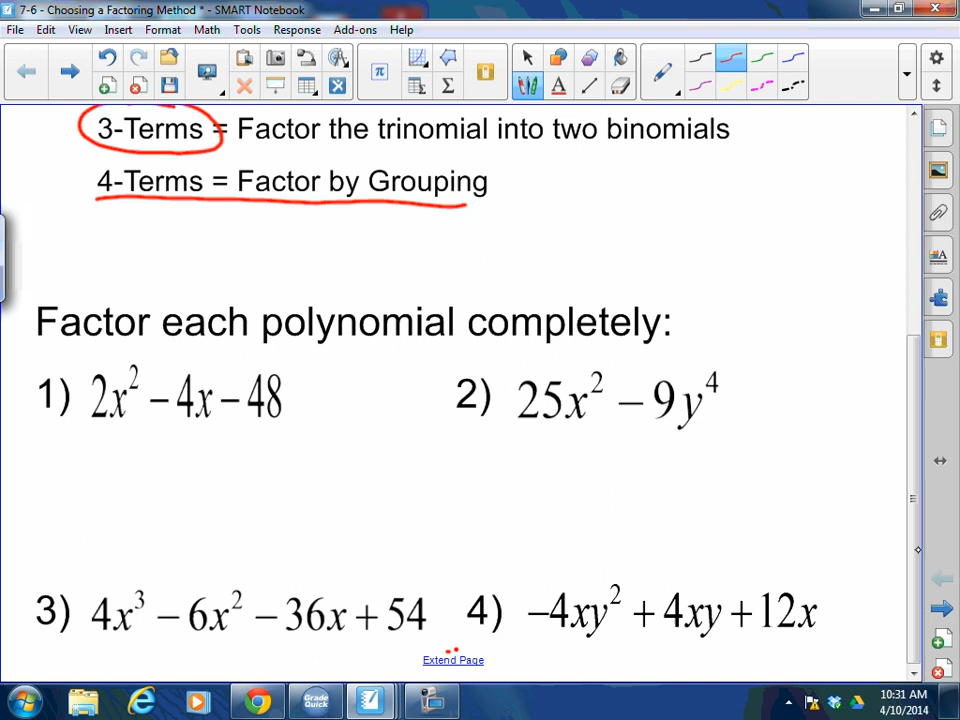 7-6 - Choosing a Factoring Method * - SMART Notebook
File Edit View Insert Format Math Tools Response Add-ons Help
3-Terms = Factor the trinomial into two binomials
4-Terms = Factor by Grouping
Factor each polynomial completely:
1) 2x² – 4x – 48 2) 25x² – 9y⁴
3) 4x³ – 6x² – 36x + 54 4) –4xy² + 4xy + 12x
Extend Page
Grade Quick
10:31 AM
4/10/2014